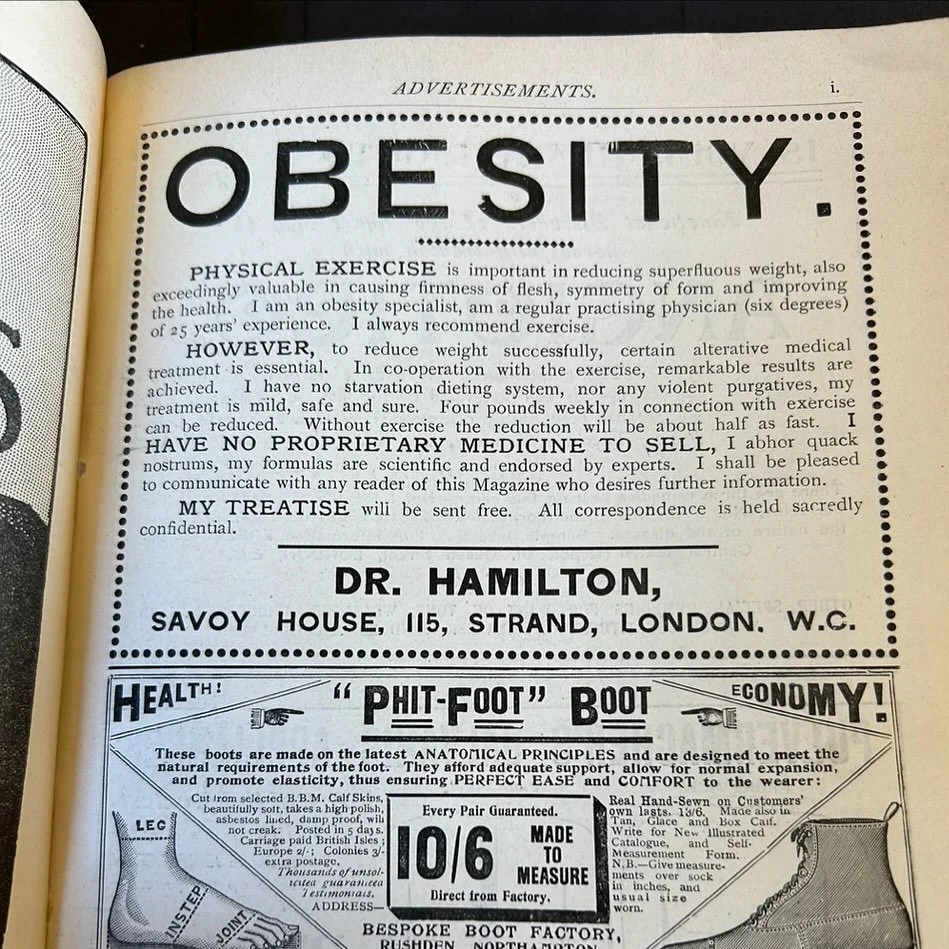 ADVERTISEMENTS.
i.
OBESITY.
PHYSICAL EXERCISE is important in reducing superfluous weight, also
exceedingly valuable in causing firmness of flesh, symmetry of form and improving
the health. I am an obesity specialist, am a regular practising physician (six degrees)
of 25 years' experience. I always recommend exercise.
HOWEVER, to reduce weight successfully, certain alterative medical
treatment is essential. In co-operation with the exercise, remarkable results are
achieved. I have no starvation dieting system, nor any violent purgatives, my
treatment is mild, safe and sure. Four pounds weekly in connection with exercise
can be reduced. Without exercise the reduction will be about half as fast. I
HAVE NO PROPRIETARY MEDICINE TO SELL, I abhor quack
nostrums, my formulas are scientific and endorsed by experts. I shall be pleased
to communicate with any reader of this Magazine who desires further information.
MY TREATISE will be sent free. All correspondence is held sacredly
confidential.
DR. HAMILTON,
SAVOY HOUSE, 115, STRAND, LONDON. W.C.
HEALTH!
"PHIT-FOOT" BOOT
ECONOMY!
These boots are made on the latest ANATOMICAL PRINCIPLES and are designed to meet the
natural requirements of the foot. They afford adequate support, allow for normal expansion,
and promote elasticity, thus ensuring PERFECT EASE and COMFORT to the wearer:
Cut from selected B.B.M. Calf Skins,
beautifully soft, takes a high polish,
asbestos lined, damp proof, will
not creak. Posted in 5 days.
Carriage paid British Isles;
Europe 2/-; Colonies 3/-
extra postage.
Thousands of unsol-
icited guaranteed
Testimonials.
ADDRESS—
Every Pair Guaranteed.
10/6
MADE
TO
MEASURE
Direct from Factory.
Real Hand-Sewn on Customers'
own lasts, 13/6. Made also in
Tan, Glace and Box Calf.
Write for New Illustrated
Catalogue, and Self-
Measurement Form.
N.B.—Give measure-
ments over sock
in inches, and
usual size
worn.
LEG
INSTEP
JOINT
BESPOKE BOOT FACTORY,
RUSHDEN, NORTHAMPTON